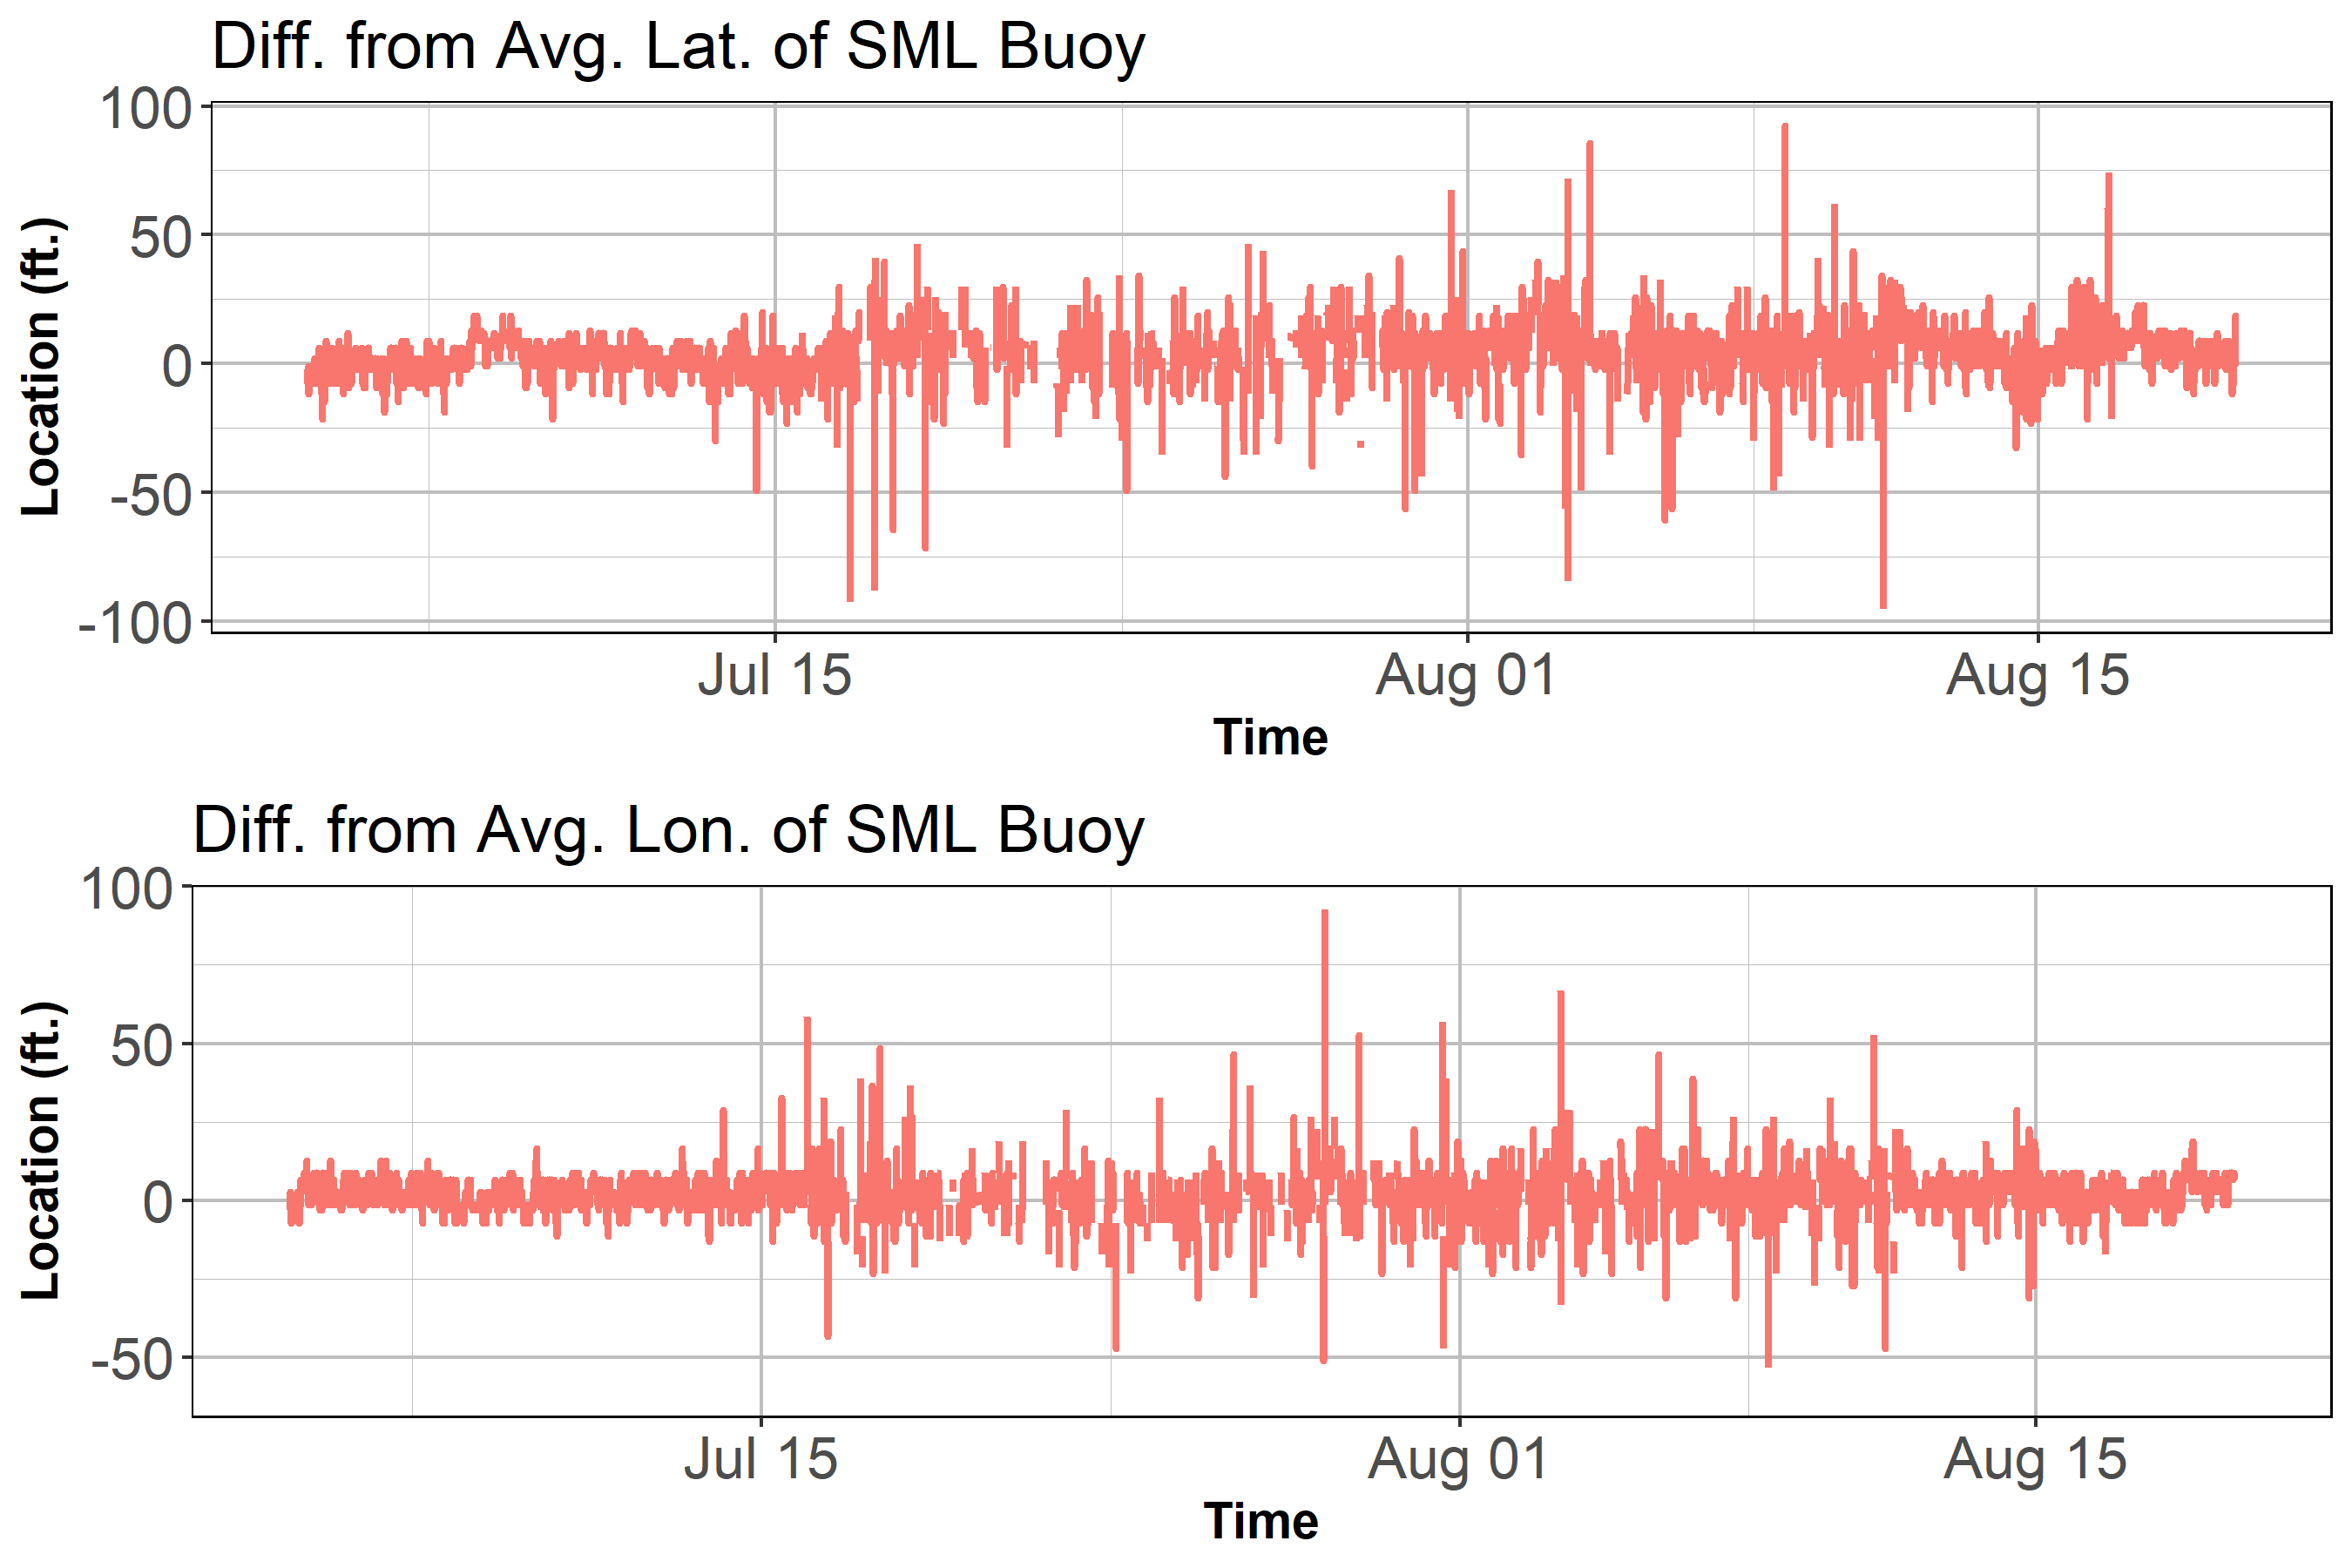 Diff. from Avg. Lat. of SML Buoy
100
50
0
-50
-100
Location (ft.)
Jul 15 Aug 01 Aug 15
Time
Diff. from Avg. Lon. of SML Buoy
100
50
0
-50
Location (ft.)
Jul 15 Aug 01 Aug 15
Time